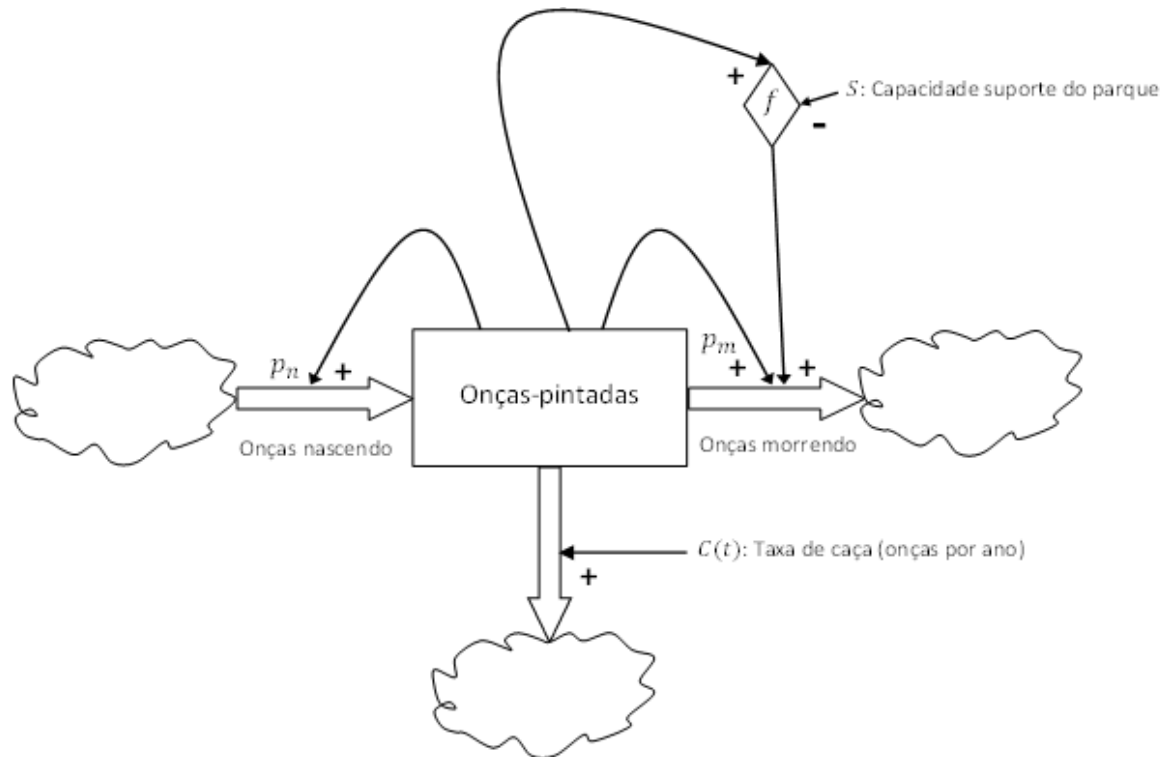 +
f
S: Capacidade suporte do parque
-
p_n
+
Onças nascendo
Onças-pintadas
p_m
+
+
Onças morrendo
C(t): Taxa de caça (onças por ano)
+